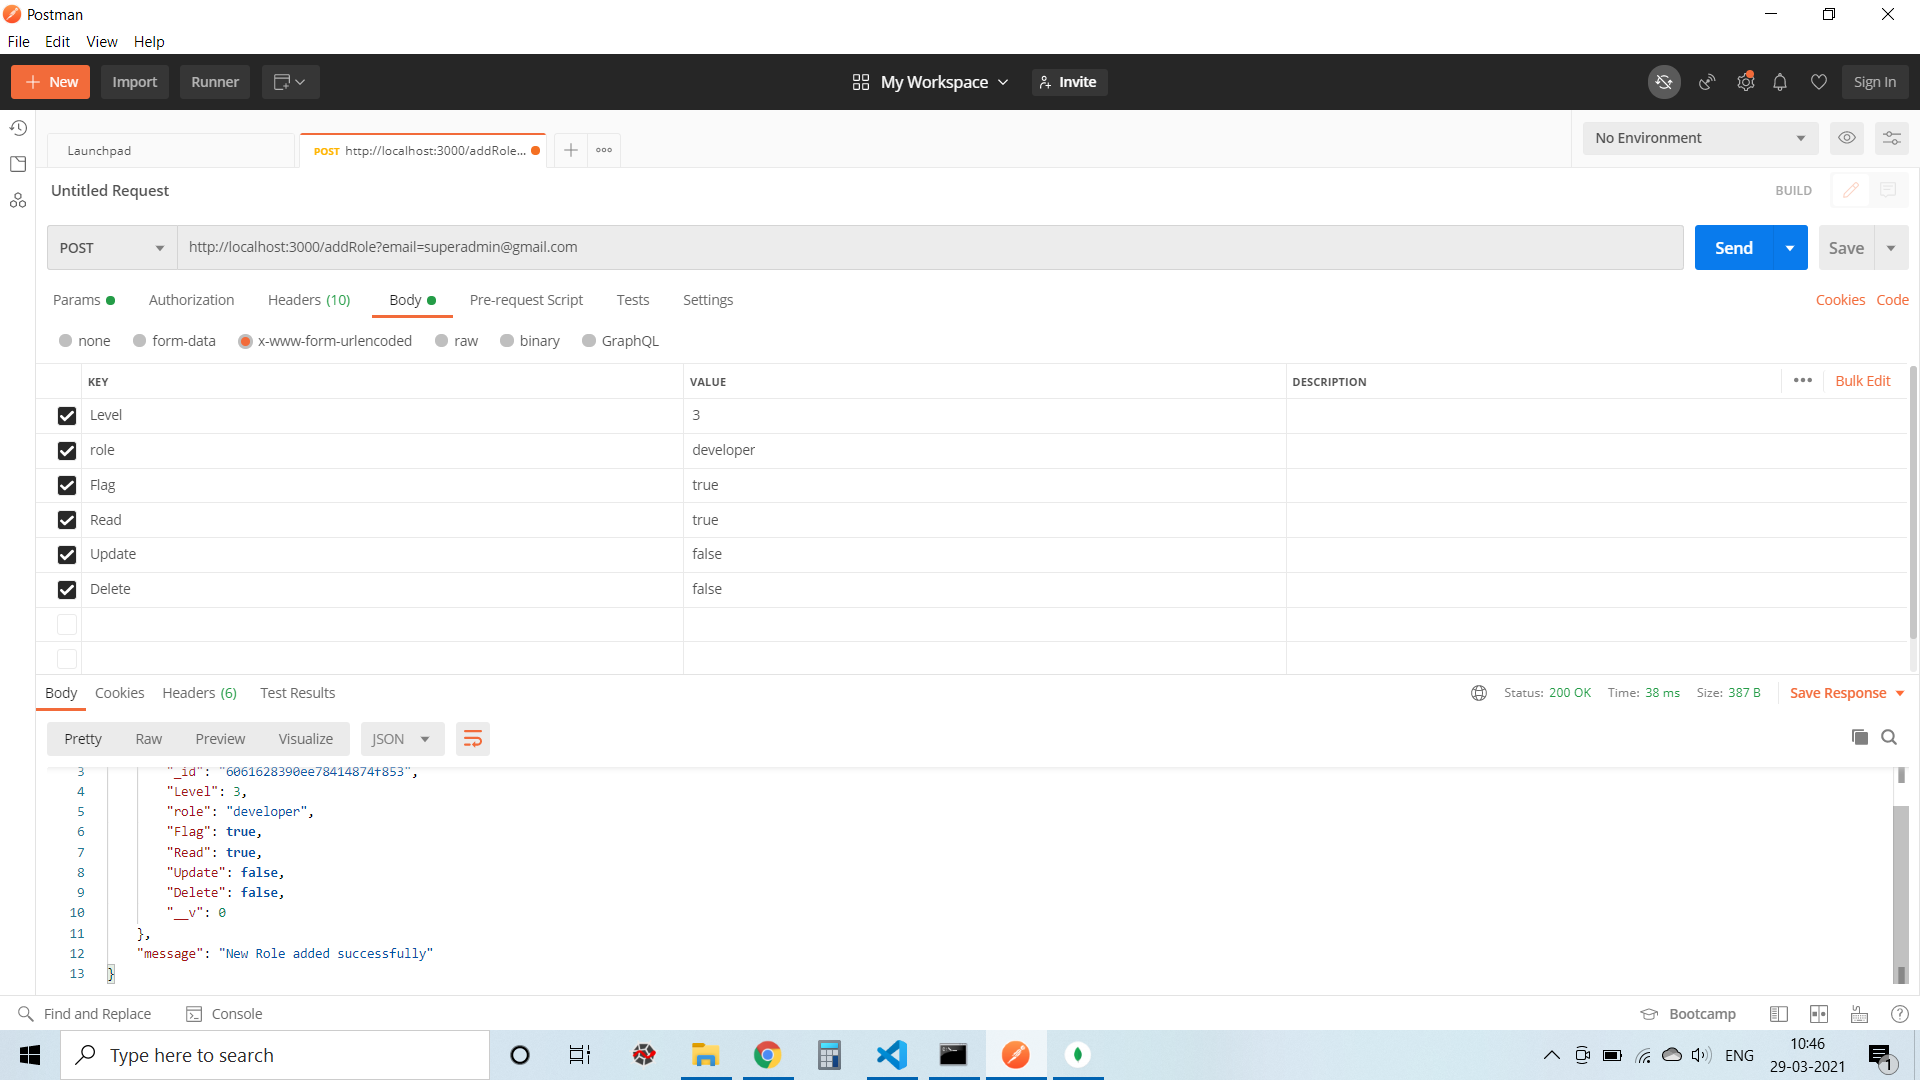 Postman
File Edit View Help
New Import Runner My Workspace Invite Sign In
Launchpad POST http://localhost:3000/addRole... No Environment
Untitled Request BUILD
POST http://localhost:3000/addRole?email=superadmin@gmail.com Send Save
Params Authorization Headers (10) Body Pre-request Script Tests Settings Cookies Code
none form-data x-www-form-urlencoded raw binary GraphQL
KEY VALUE DESCRIPTION Bulk Edit
Level 3
role developer
Flag true
Read true
Update false
Delete false
Body Cookies Headers (6) Test Results Status: 200 OK Time: 38 ms Size: 387 B Save Response
Pretty Raw Preview Visualize JSON
3 "_id": "6061628390ee78414874f853",
4 "Level": 3,
5 "role": "developer",
6 "Flag": true,
7 "Read": true,
8 "Update": false,
9 "Delete": false,
10 "__v": 0
11 },
12 "message": "New Role added successfully"
13 }
Find and Replace Console Bootcamp
Type here to search ENG 10:46
29-03-2021 1